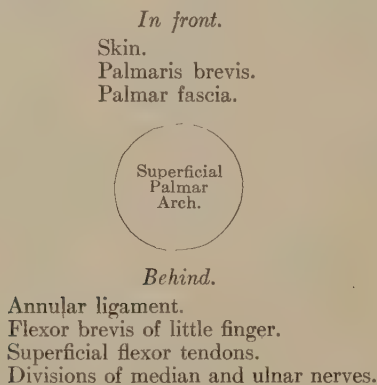 In front.
Skin.
Palmaris brevis.
Palmar fascia.
Superficial
Palmar
Arch.
Behind.
Annular ligament.
Flexor brevis of little finger.
Superficial flexor tendons.
Divisions of median and ulnar nerves.